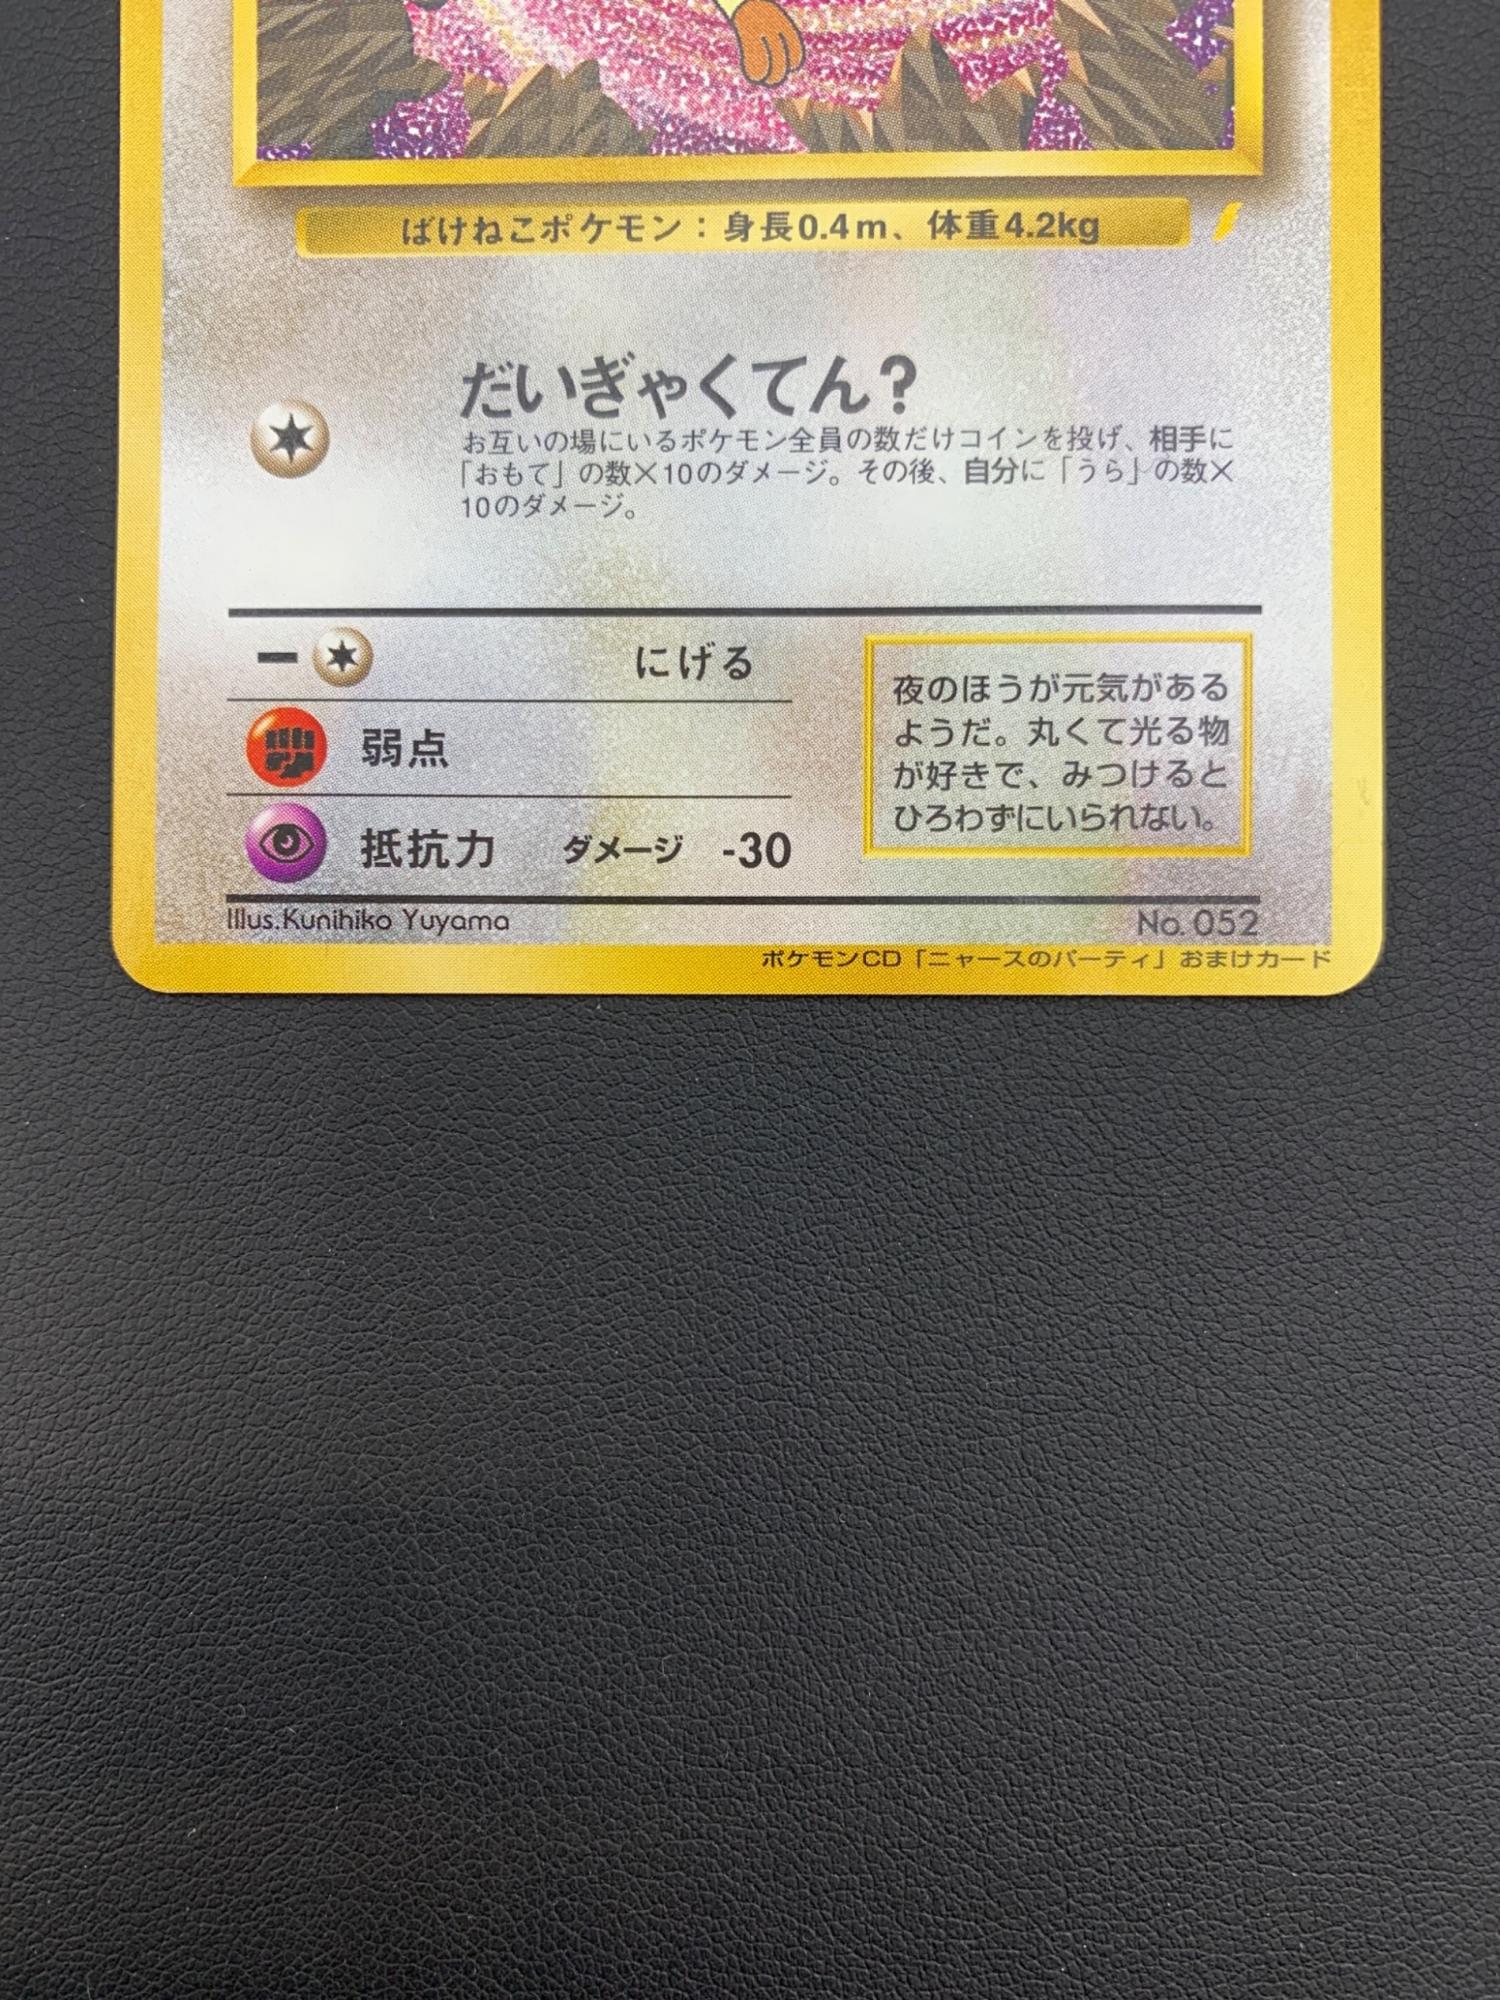 ばけねこポケモン：身長0.4m、体重4.2kg
だいぎゃくてん？
お互いの場にいるポケモン全員の数だけコインを投げ、相手に
「おもて」の数×10のダメージ。その後、自分に「うら」の数×
10のダメージ。
にげる
弱点
抵抗力 ダメージ -30
夜のほうが元気がある
ようだ。丸くて光る物
が好きで、みつけると
ひろわずにいられない。
Illus.Kunihiko Yuyama
No. 052
ポケモンCD「ニャースのパーティ」おまけカード